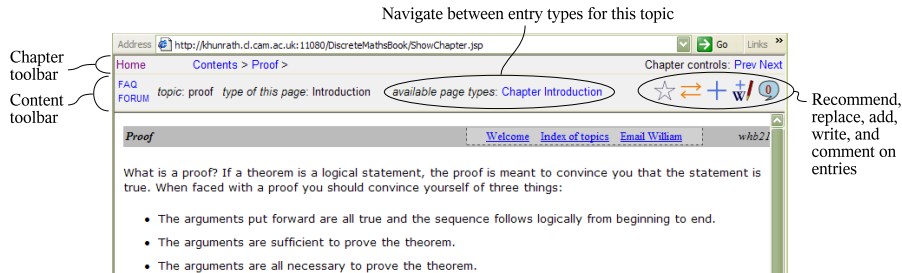 Navigate between entry types for this topic
Address http://khunrath.cl.cam.ac.uk:11080/DiscreteMathsBook/ShowChapter.jsp Go Links »
Chapter
toolbar
Home Contents > Proof > Chapter controls: Prev Next
Content
toolbar
FAQ
FORUM
topic: proof type of this page: Introduction available page types: Chapter Introduction
W 0
Recommend,
replace, add,
write, and
comment on
entries
Proof Welcome Index of topics Email William whb21
What is a proof? If a theorem is a logical statement, the proof is meant to convince you that the statement is
true. When faced with a proof you should convince yourself of three things:
• The arguments put forward are all true and the sequence follows logically from beginning to end.
• The arguments are sufficient to prove the theorem.
• The arguments are all necessary to prove the theorem.